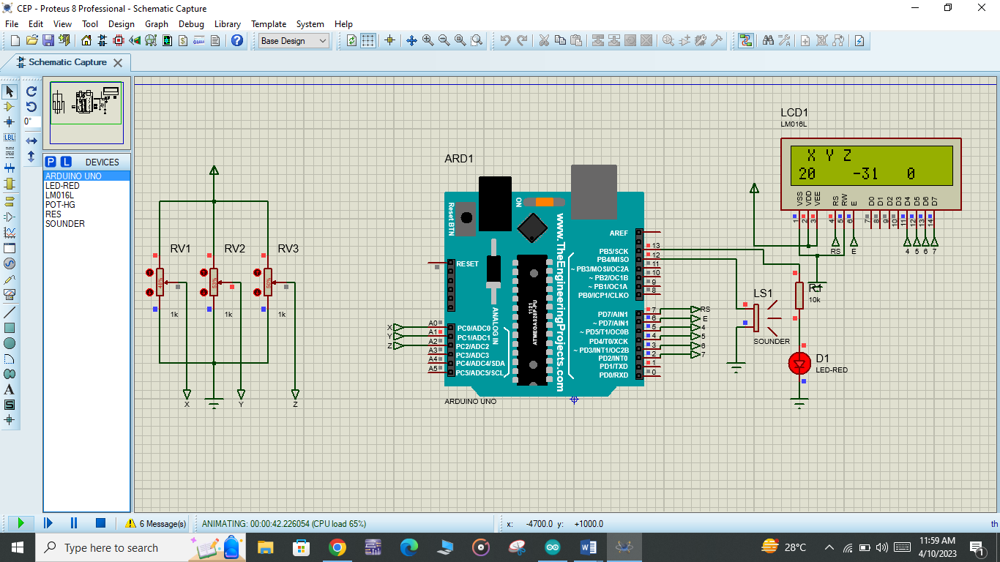 CEP - Proteus 8 Professional - Schematic Capture
File Edit View Tool Design Graph Debug Library Template System Help
Base Design
Schematic Capture
0°
P L DEVICES
ARDUINO UNO
LED-RED
LM016L
POT-HG
RES
SOUNDER
RV1
RV2
RV3
1k
1k
1k
X
Y
Z
ARD1
Reset BTN
ON
www.TheEngineeringProjects.com
1121
ATMEGA328P-PU
ANALOG IN
RESET
X A0 PC0/ADC0
Y A1 PC1/ADC1
Z A2 PC2/ADC2
A3 PC3/ADC3
A4 PC4/ADC4/SDA
A5 PC5/ADC5/SCL
AREF
PB5/SCK 13
PB4/MISO 12
~ PB3/MOSI/OC2A 11
~ PB2/OC1B 10
~ PB1/OC1A 9
PB0/ICP1/CLKO 8
PD7/AIN1 7 RS
~ PD7/AIN1 6 E
~ PD5/T1/OC0B 5 4
PD4/T0/XCK 4 5
~ PD3/INT1/OC2B 3 6
PD2/INT0 2 7
PD1/TXD 1
PD0/RXD 0
ARDUINO UNO
LCD1
LM016L
X Y Z
20 -31 0
VSS VDD VEE RS RW E D0 D1 D2 D3 D4 D5 D6 D7
1 2 3 4 5 6 7 8 9 10 11 12 13 14
RS E 4 5 6 7
LS1
SOUNDER
R1
10k
D1
LED-RED
6 Message(s)
ANIMATING: 00:00:42.226054 (CPU load 65%)
x: -4700.0 y: +1000.0
th
Type here to search
28°C
11:59 AM
4/10/2023
1